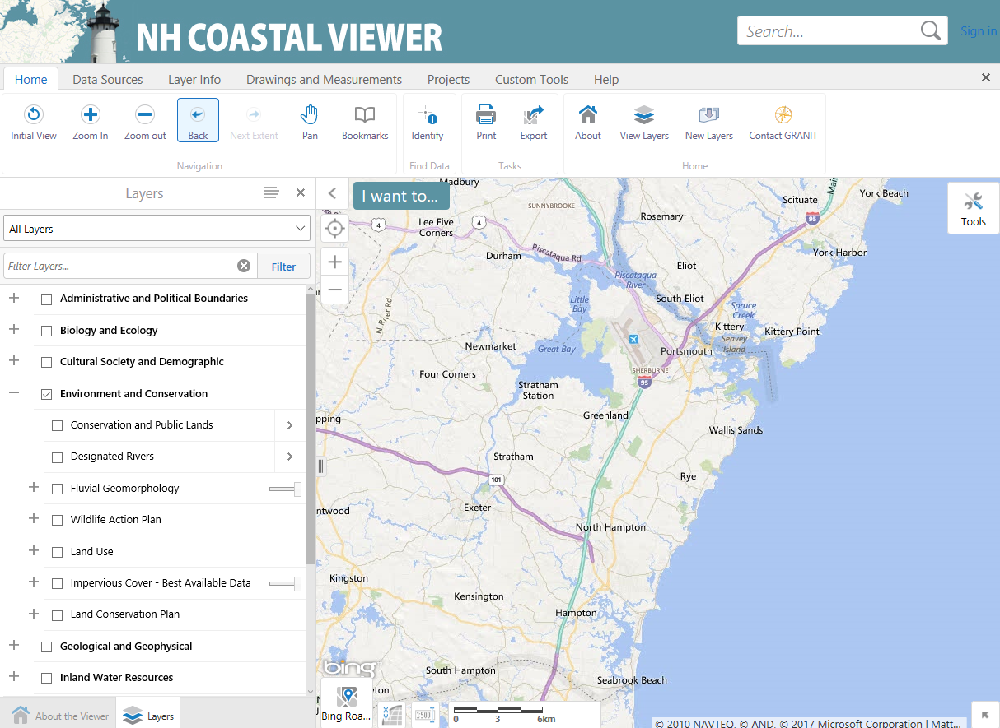 NH COASTAL VIEWER
Search...
Sign in
Home
Data Sources
Layer Info
Drawings and Measurements
Projects
Custom Tools
Help
Initial View
Zoom In
Zoom out
Back
Next Extent
Pan
Bookmarks
Identify
Print
Export
About
View Layers
New Layers
Contact GRANIT
Navigation
Find Data
Tasks
Home
Layers
All Layers
Filter Layers...
Filter
Administrative and Political Boundaries
Biology and Ecology
Cultural Society and Demographic
Environment and Conservation
Conservation and Public Lands
Designated Rivers
Fluvial Geomorphology
Wildlife Action Plan
Land Use
Impervious Cover - Best Available Data
Land Conservation Plan
Geological and Geophysical
Inland Water Resources
About the Viewer
Layers
I want to...
Tools
Madbury
SUNNYBROOKE
Scituate
Main
York Beach
Rosemary
95
4
Lee Five
Corners
4
Durham
Piscataqua Rd
York Harbor
Eliot
Piscataqua
River
N River Rd
Little
Bay
South Eliot
Spruce
Creek
Kittery
Kittery Point
Seavey
Island
Newmarket
Great Bay
Portsmouth
Four Corners
SHERBURNE
95
Stratham
Station
pping
Greenland
Wallis Sands
Stratham
101
Rye
Exeter
ntwood
North Hampton
Kingston
Kensington
Hampton
bing
South Hampton
Seabrook Beach
yton
Bing Roa...
X,Y
1:500
0
3
6km
© 2010 NAVTEQ, © AND, © 2017 Microsoft Corporation | Matt...